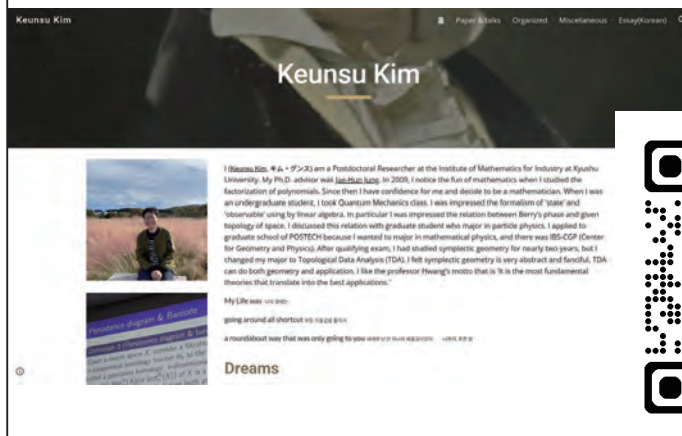 Keunsu Kim
Paper &talks Organized Miscellaneous Essay(Korean)
Keunsu Kim
I (Keunsu Kim, キム・グンス) am a Postdoctoral Researcher at the Institute of Mathematics for Industry at Kyushu
University. My Ph.D. advisor was Jae-Hun Jung. In 2009, I notice the fun of mathematics when I studied the
factorization of polynomials. Since then I have confidence for me and decide to be a mathematician. When I was
an undergraduate student, I took Quantum Mechanics class. I was impressed the formalism of 'state' and
'observable' using by linear algebra. In particular I was impressed the relation between Berry's phase and given
topology of space. I discussed this relation with graduate student who major in particle physics. I applied to
graduate school of POSTECH because I wanted to major in mathematical physics, and there was IBS-CGP (Center
for Geometry and Physics). After qualifying exam, I had studied symplectic geometry for nearly two years, but I
changed my major to Topological Data Analysis (TDA). I felt symplectic geometry is very abstract and fanciful, TDA
can do both geometry and application. I like the professor Hwang's motto that is 'It is the most fundamental
theories that translate into the best applications.'
My Life was
going around all shortcut
a roundabout way that was only going to you
Persistence diagram & Barcode
Dreams